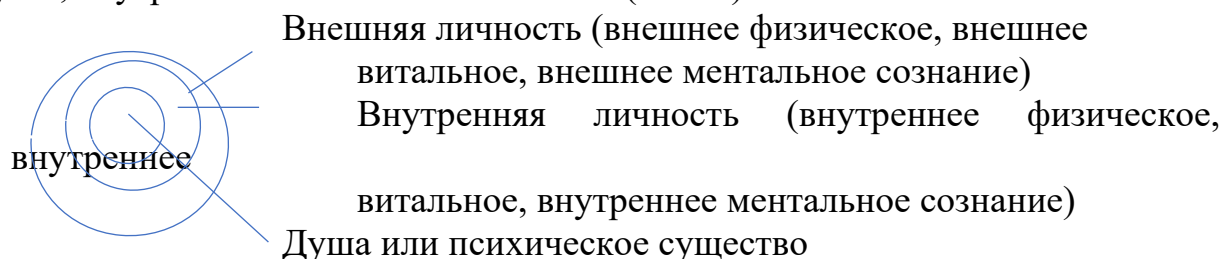 Внешняя личность (внешнее физическое, внешнее
витальное, внешнее ментальное сознание)
Внутренняя личность (внутреннее физическое,
внутреннее
витальное, внутреннее ментальное сознание)
Душа или психическое существо